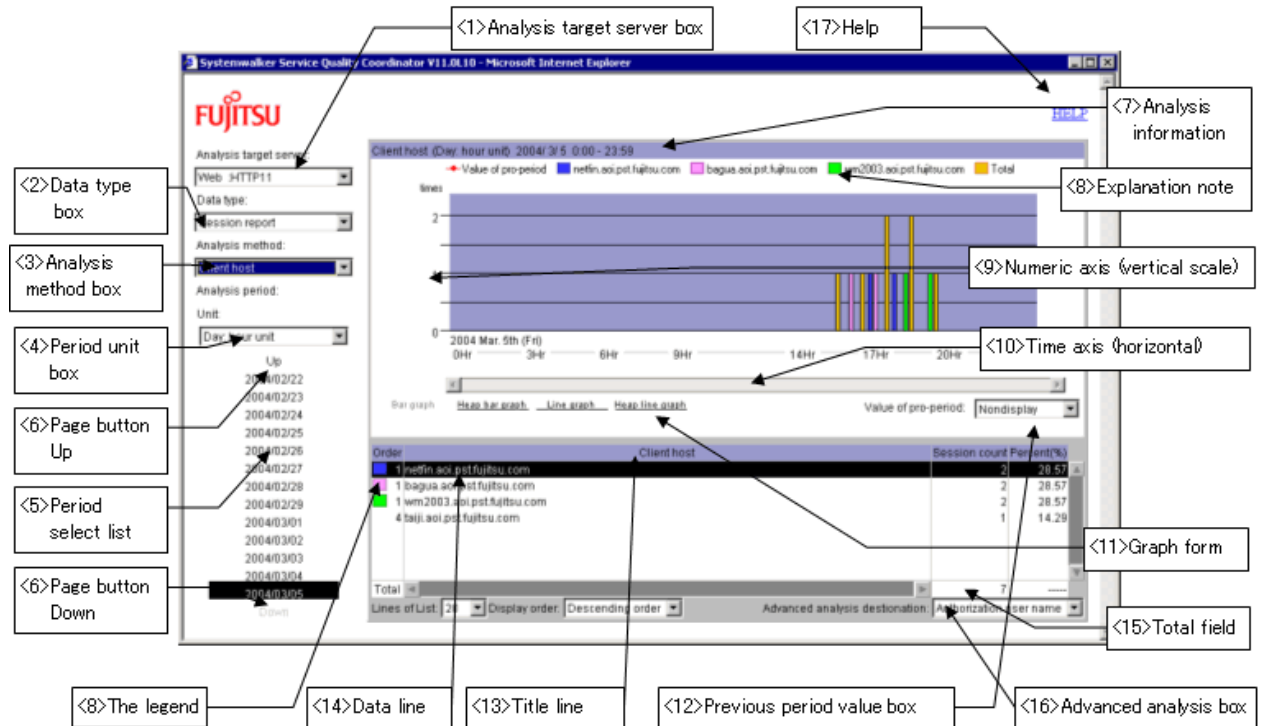 <1>Analysis target server box
<17>Help
Systemwalker Service Quality Coordinator V11.0L10 - Microsoft Internet Explorer
FUJITSU
HELP
<7>Analysis
information
Analysis target server:
Web :HTTP11
Client host (Day: hour unit) 2004/ 3/ 5 0:00 - 23:59
Value of pro-period netfin.aoi.pst.fujitsu.com bagua.aoi.pst.fujitsu.com wm2003.aoi.pst.fujitsu.com Total
<2>Data type
box
<8>Explanation note
times
Data type:
Session report
2
Analysis method:
<3>Analysis
method box
Client host
<9>Numeric axis (vertical scale)
Analysis period:
Unit:
Day: hour unit
0
2004 Mar. 5th (Fri)
0Hr 3Hr 6Hr 9Hr 14Hr 17Hr 20Hr
<4>Period unit
box
<10>Time axis (horizontal)
Up
2004/02/22
2004/02/23
2004/02/24
2004/02/25
2004/02/26
2004/02/27
2004/02/28
2004/02/29
2004/03/01
2004/03/02
2004/03/03
2004/03/04
2004/03/05
Down
Bar graph Heap bar graph Line graph Heap line graph
Value of pro-period: Nondisplay
<6>Page button
Up
<5>Period
select list
<6>Page button
Down
Order Client host Session count Percent(%)
1 netfin.aoi.pst.fujitsu.com 2 28.57
1 bagua.aoi.pst.fujitsu.com 2 28.57
1 wm2003.aoi.pst.fujitsu.com 2 28.57
4 taiji.aoi.pst.fujitsu.com 1 14.29
<11>Graph form
Total 7 -----
Lines of List: 20 Display order: Descending order Advanced analysis destionation: Authorization user name
<15>Total field
<8>The legend
<14>Data line
<13>Title line
<12>Previous period value box
<16>Advanced analysis box